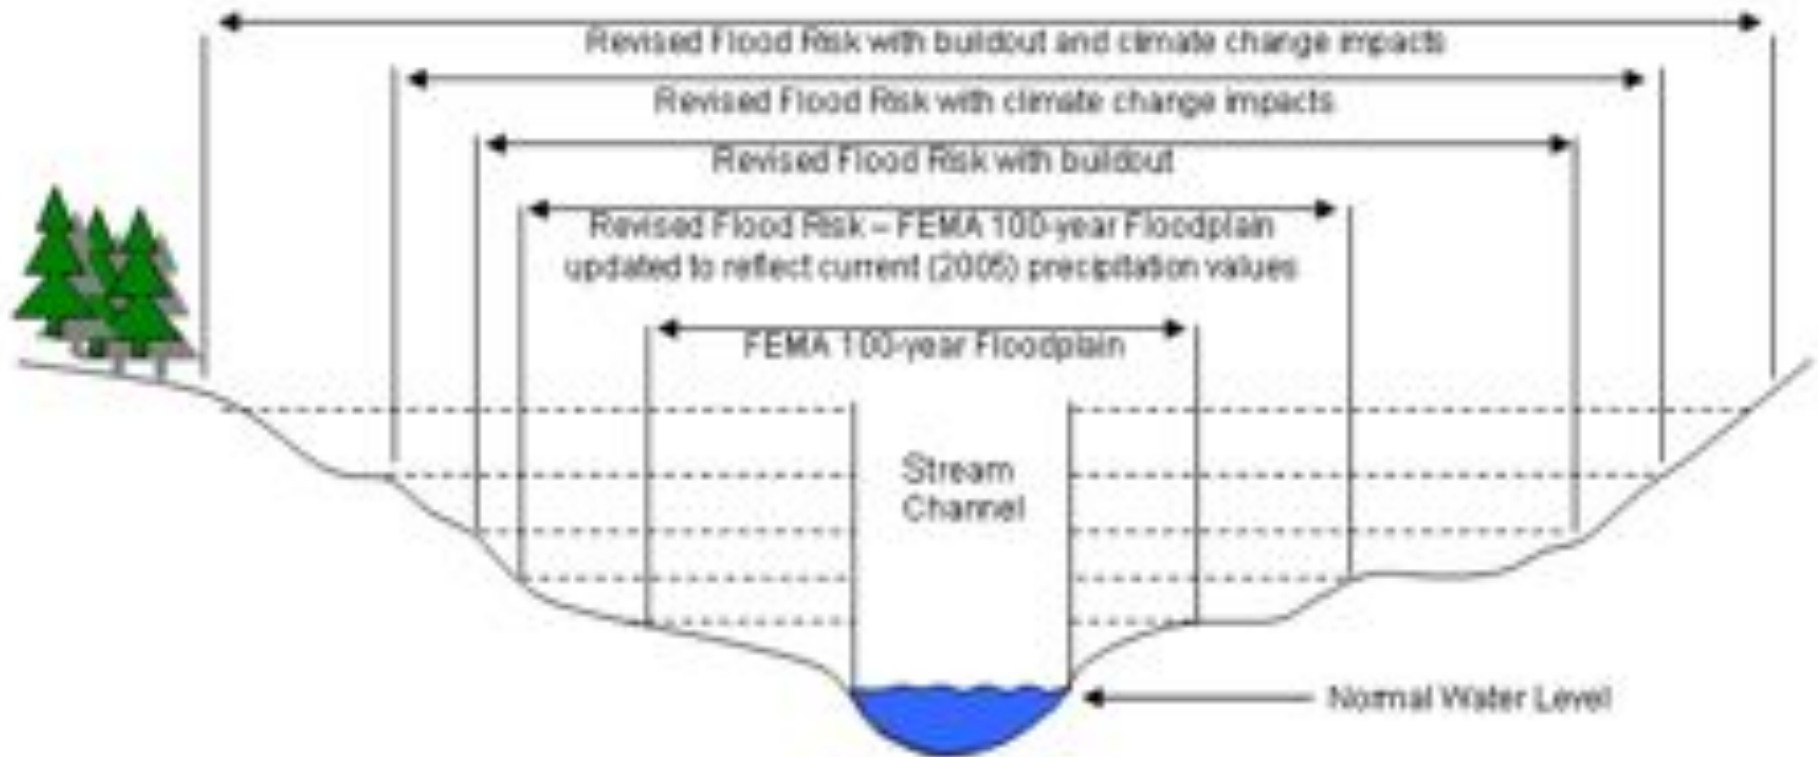 Revised Flood Risk with buildout and climate change impacts
Revised Flood Risk with climate change impacts
Revised Flood Risk with buildout
Revised Flood Risk – FEMA 100-year Floodplain
updated to reflect current (2005) precipitation values
FEMA 100-year Floodplain
Stream
Channel
Normal Water Level